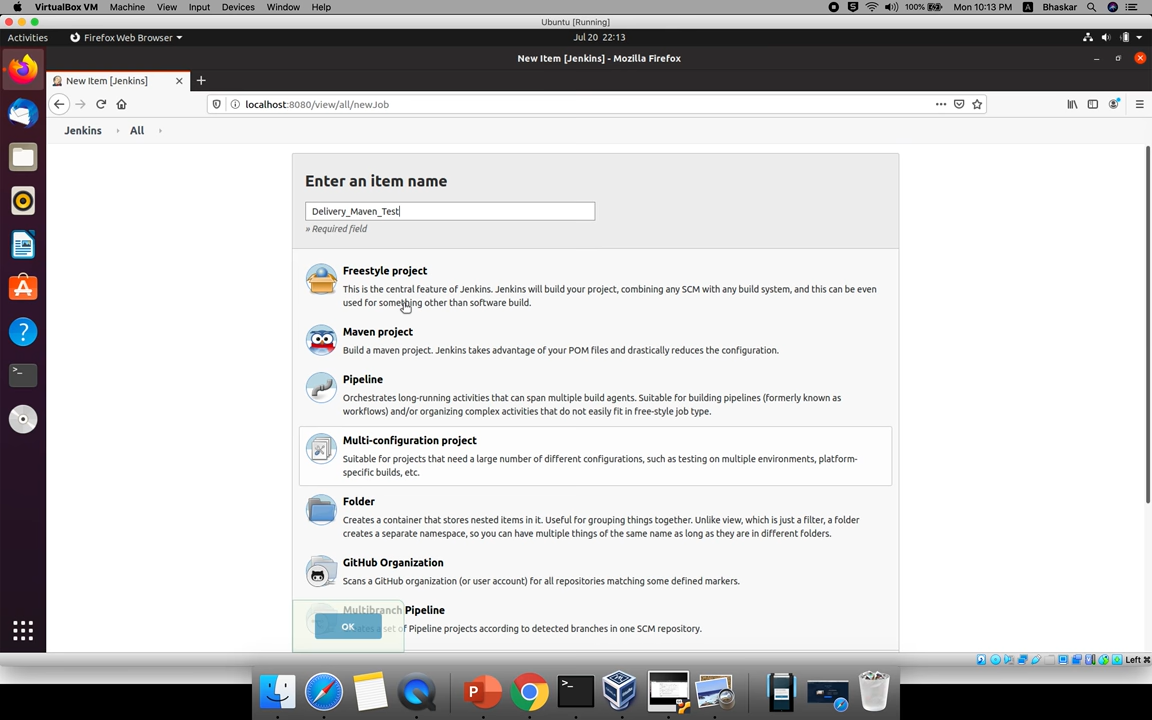 VirtualBox VM Machine View Input Devices Window Help 100% Mon 10:13 PM A Bhaskar
Ubuntu [Running]
Activities Firefox Web Browser Jul 20 22:13
New Item [Jenkins] - Mozilla Firefox
New Item [Jenkins]
localhost:8080/view/all/newJob
Jenkins All
Enter an item name
Delivery_Maven_Test
» Required field
Freestyle project
This is the central feature of Jenkins. Jenkins will build your project, combining any SCM with any build system, and this can be even
used for something other than software build.
Maven project
Build a maven project. Jenkins takes advantage of your POM files and drastically reduces the configuration.
Pipeline
Orchestrates long-running activities that can span multiple build agents. Suitable for building pipelines (formerly known as
workflows) and/or organizing complex activities that do not easily fit in free-style job type.
Multi-configuration project
Suitable for projects that need a large number of different configurations, such as testing on multiple environments, platform-
specific builds, etc.
Folder
Creates a container that stores nested items in it. Useful for grouping things together. Unlike view, which is just a filter, a folder
creates a separate namespace, so you can have multiple things of the same name as long as they are in different folders.
GitHub Organization
Scans a GitHub organization (or user account) for all repositories matching some defined markers.
Multibranch Pipeline
set of Pipeline projects according to detected branches in one SCM repository.
OK
Left ⌘